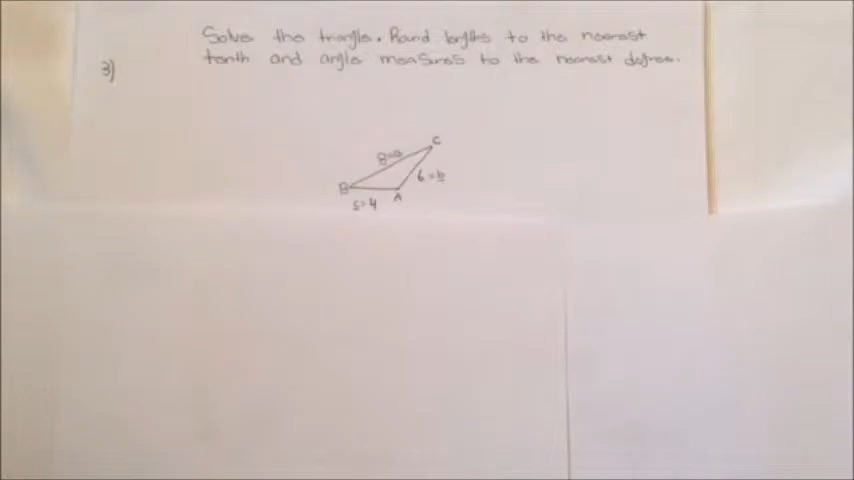 Solve the triangle. Round lengths to the nearest
tenth and angle measures to the nearest degree.
3)
C
8=a
B
6=b
A